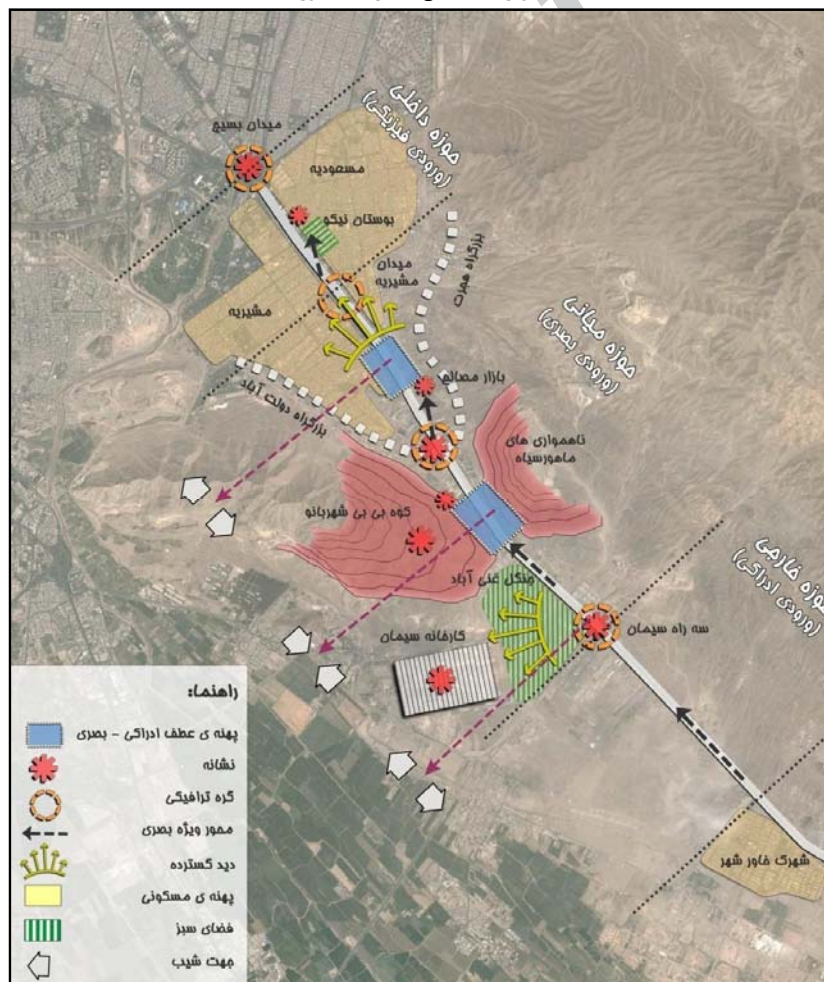 میدان بسیج
حوزه داخلی
(ورودی فیزیکی)
مسعودیه
بوستان نیکو
میدان
مشیریه
بزرگراه هجرت
مشیریه
حوزه میانی
(ورودی بصری)
بازار مصالح
بزرگراه دولت آباد
ناهمواری های
ماهورسیاه
کوه بی بی شهربانو
حوزه خارجی
(ورودی ادراکی)
جنگل غنی آباد
سه راه سیمان
کارخانه سیمان
شهرک خاور شهر
راهنما:
پهنه ی عطف ادراکی - بصری
نشانه
گره ترافیکی
محور ویژه بصری
دید گسترده
پهنه ی مسکونی
فضای سبز
جهت شیب